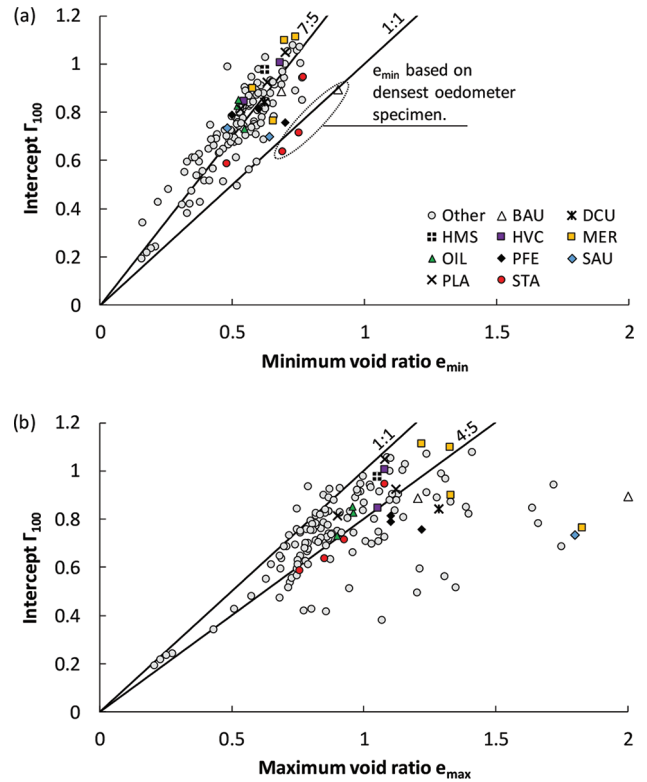 (a)
1.2
1
0.8
0.6
0.4
0.2
0
Intercept Γ100
7:5
1:1
emin based on
densest oedometer
specimen.
Other BAU DCU
HMS HVC MER
OIL PFE SAU
PLA STA
0 0.5 1 1.5 2
Minimum void ratio emin
(b)
1.2
1
0.8
0.6
0.4
0.2
0
Intercept Γ100
1:1
4:5
0 0.5 1 1.5 2
Maximum void ratio emax